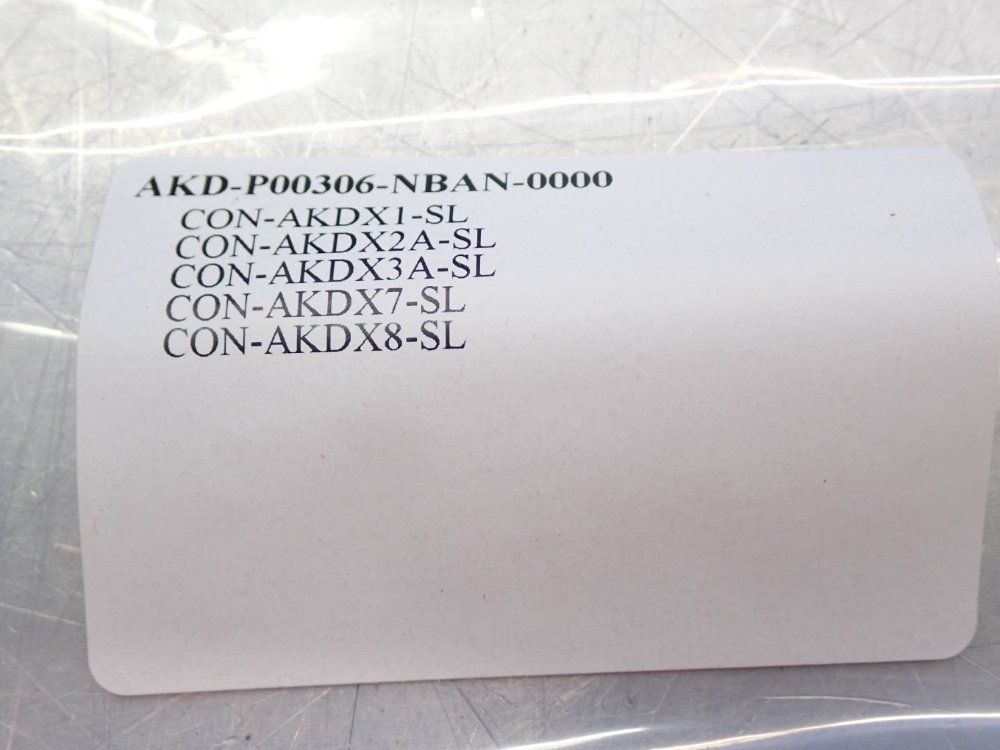 AKD-P00306-NBAN-0000
CON-AKDX1-SL
CON-AKDX2A-SL
CON-AKDX3A-SL
CON-AKDX7-SL
CON-AKDX8-SL